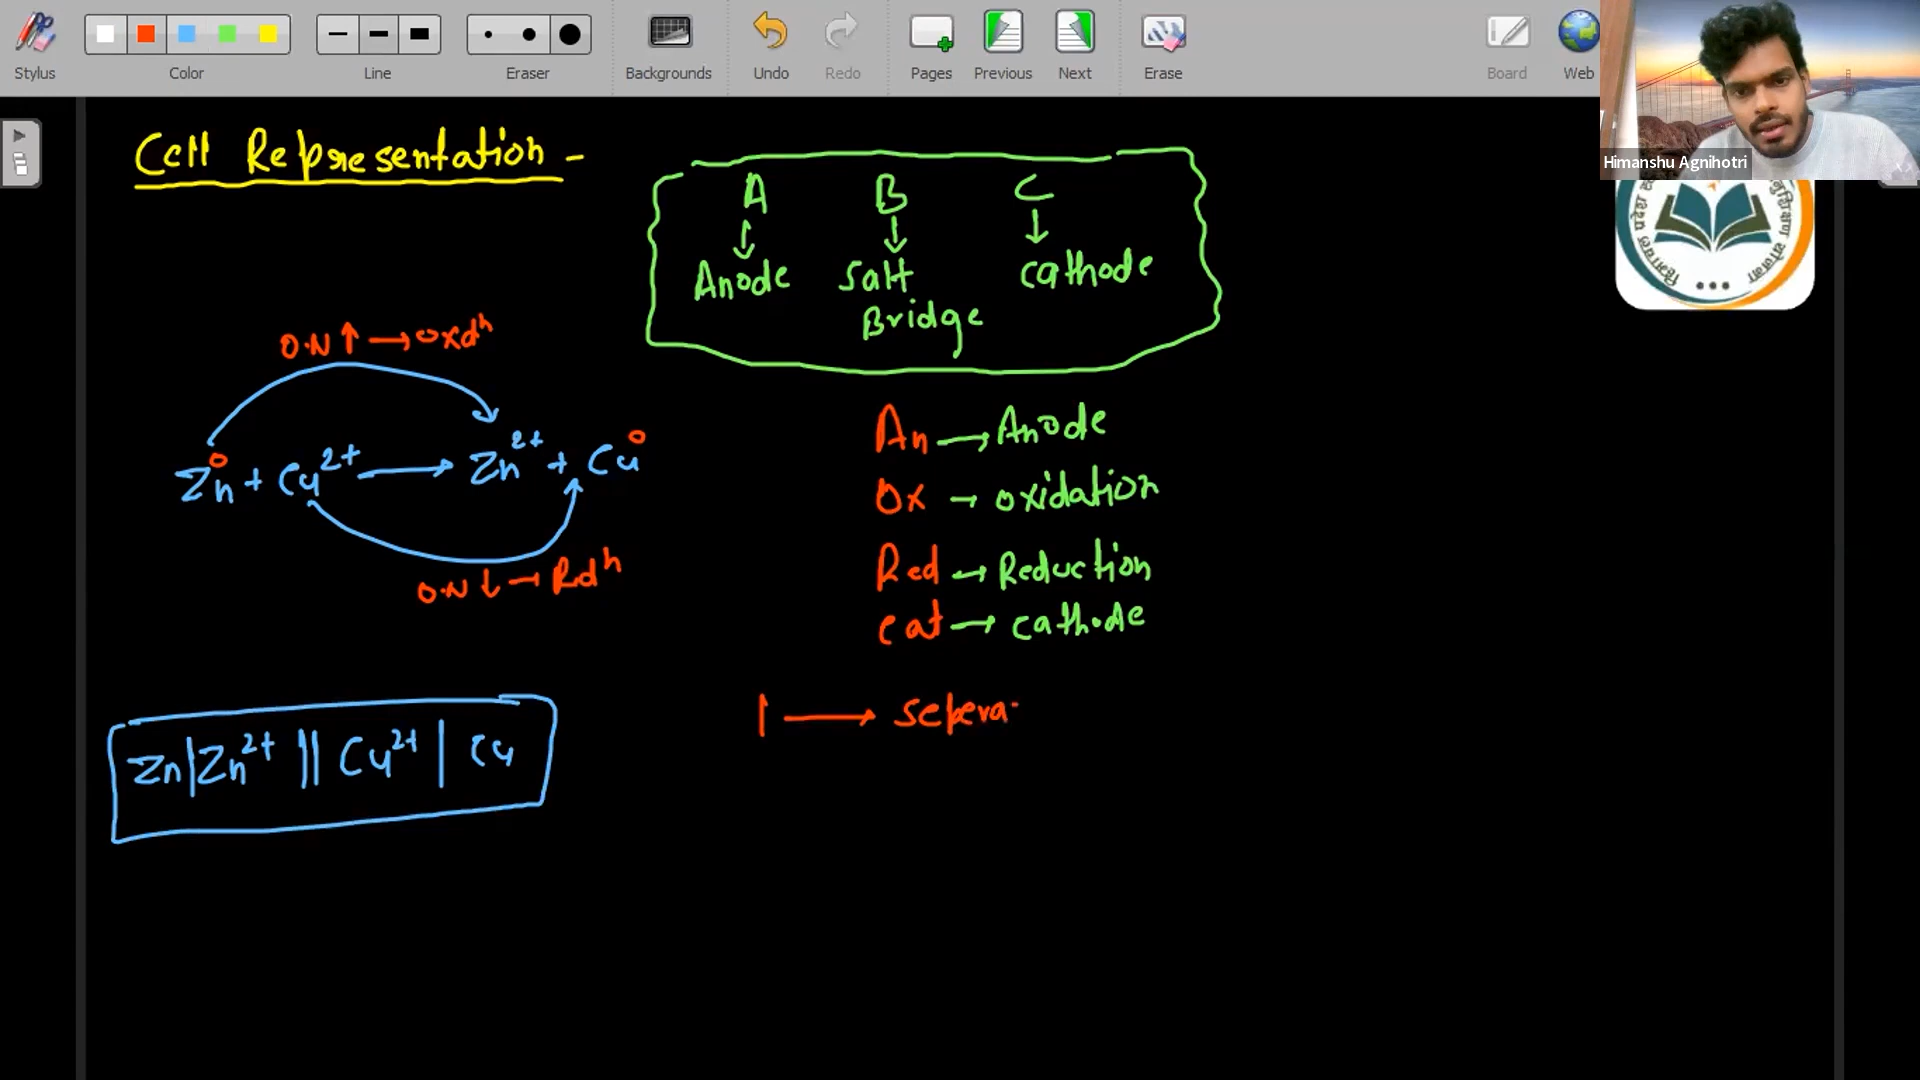 Stylus
Color
Line
Eraser
Backgrounds
Undo
Redo
Pages
Previous
Next
Erase
Board
Web
Himanshu Agnihotri
Cell Representation -
A B C
Anode Salt Bridge Cathode
O.N ↑ → oxdⁿ
Zn⁰ + Cu²⁺ → Zn²⁺ + Cu⁰
O.N ↓ → Rdⁿ
An → Anode
Ox → oxidation
Red → Reduction
Cat → cathode
Zn|Zn²⁺ || Cu²⁺ | Cu
| → Sepera